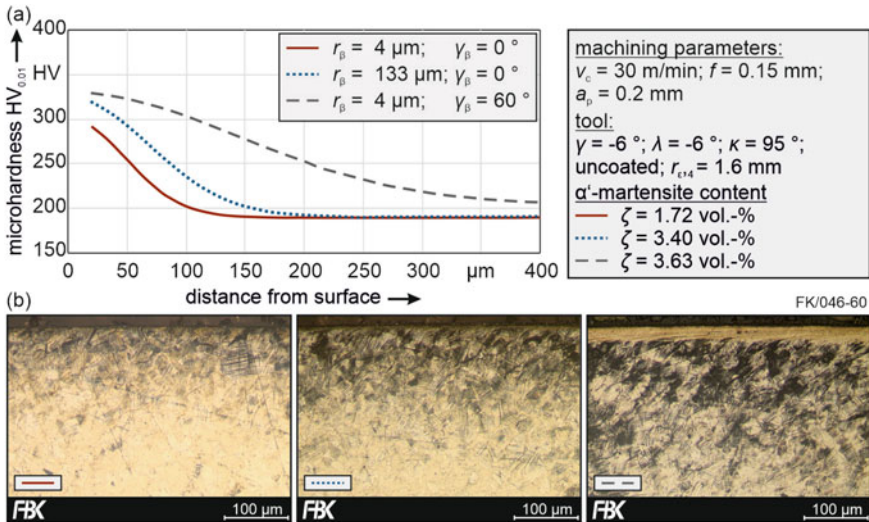 (a)
400
350
300
HV
200
150
microhardness HV0.01
0 50 100 150 200 250 300 µm 400
distance from surface
rβ = 4 µm; γβ = 0 °
rβ = 133 µm; γβ = 0 °
rβ = 4 µm; γβ = 60 °
machining parameters:
vc = 30 m/min; f = 0.15 mm;
ap = 0.2 mm
tool:
γ = -6 °; λ = -6 °; κ = 95 °;
uncoated; rε,4 = 1.6 mm
α‘-martensite content
ζ = 1.72 vol.-%
ζ = 3.40 vol.-%
ζ = 3.63 vol.-%
(b)
FK/046-60
FBK 100 µm
FBK 100 µm
FBK 100 µm